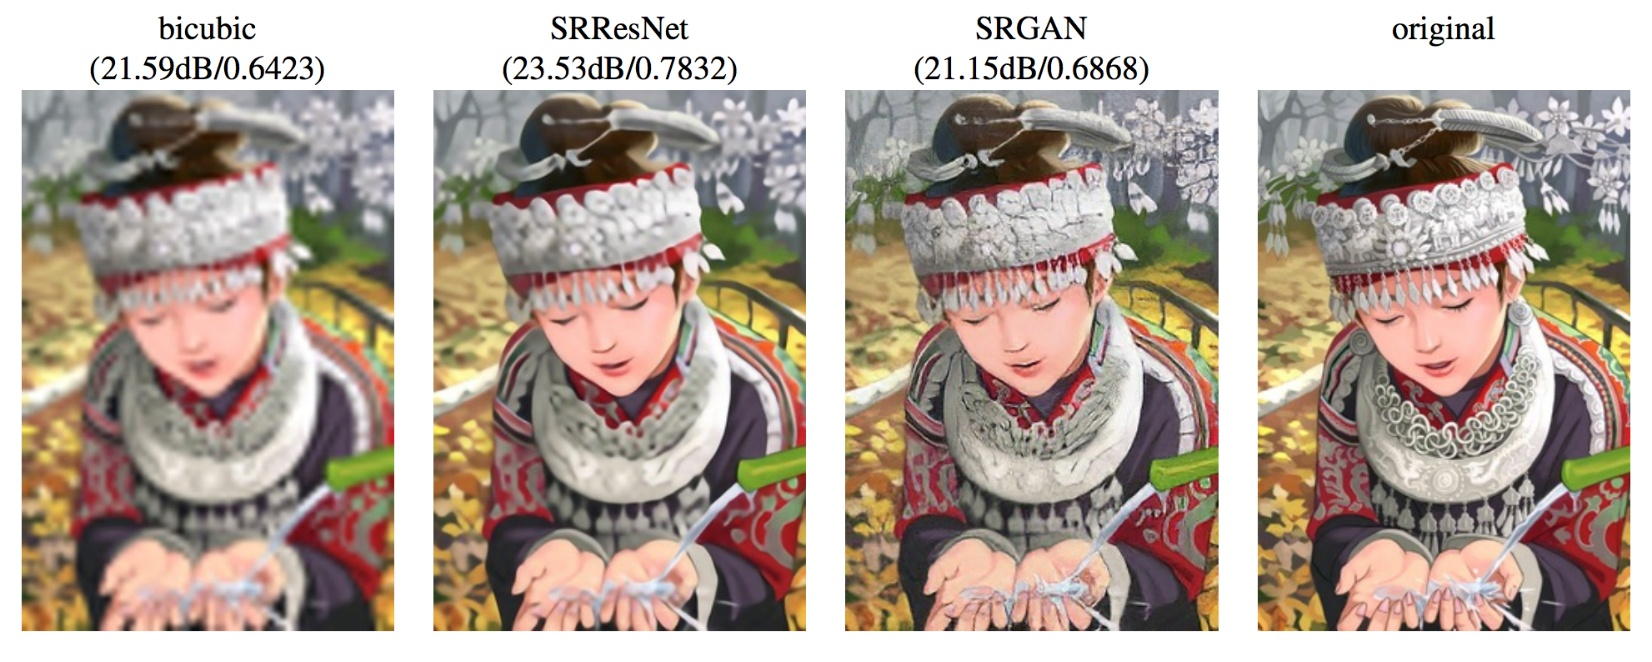 bicubic
(21.59dB/0.6423)
SRResNet
(23.53dB/0.7832)
SRGAN
(21.15dB/0.6868)
original